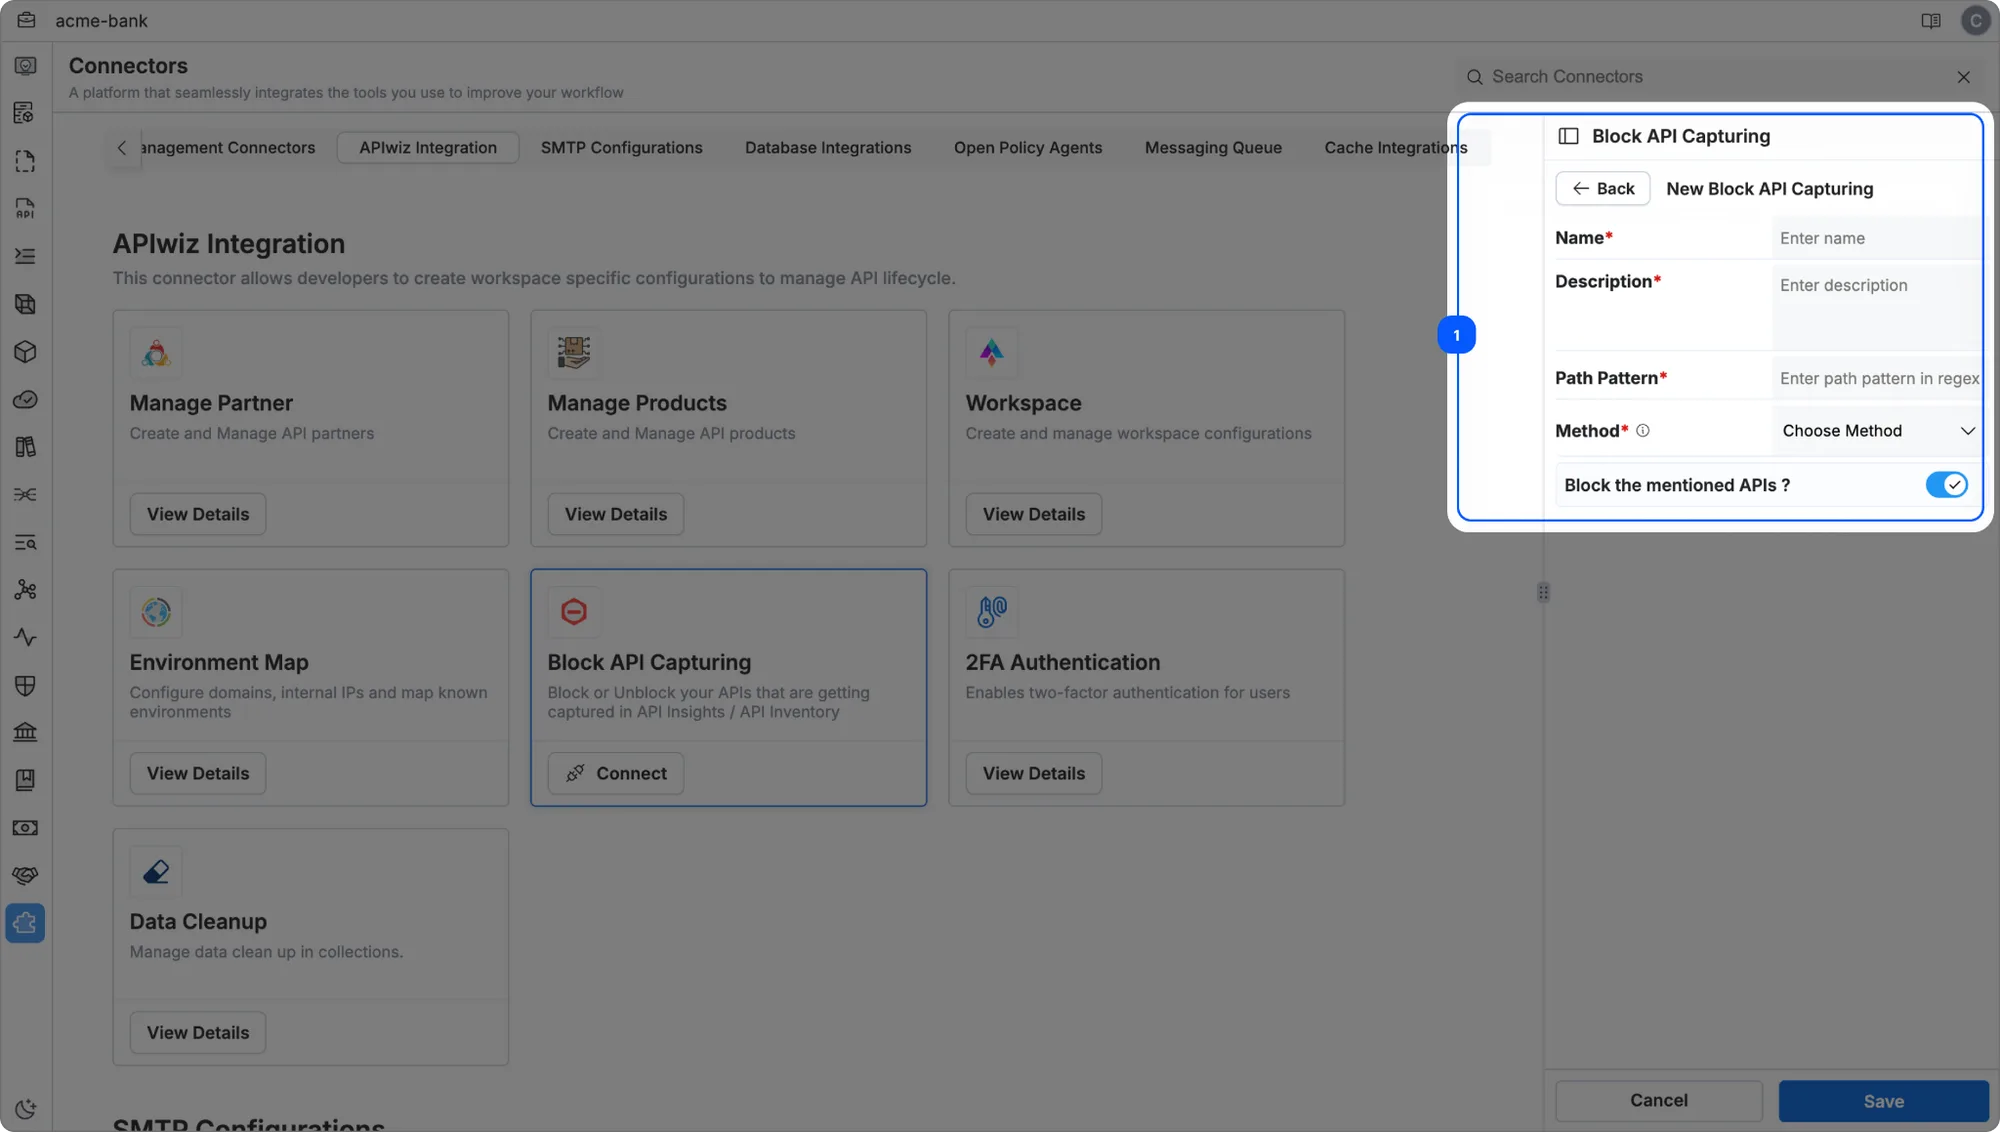 acme-bank
C
Connectors
A platform that seamlessly integrates the tools you use to improve your workflow
Search Connectors
anagement Connectors
APIwiz Integration
SMTP Configurations
Database Integrations
Open Policy Agents
Messaging Queue
Cache Integrations
API
APIwiz Integration
This connector allows developers to create workspace specific configurations to manage API lifecycle.
Manage Partner
Create and Manage API partners
View Details
Manage Products
Create and Manage API products
View Details
Workspace
Create and manage workspace configurations
View Details
Environment Map
Configure domains, internal IPs and map known
environments
View Details
Block API Capturing
Block or Unblock your APIs that are getting
captured in API Insights / API Inventory
Connect
2FA Authentication
Enables two-factor authentication for users
View Details
Data Cleanup
Manage data clean up in collections.
View Details
SMTP Configurations
1
Block API Capturing
Back
New Block API Capturing
Name*
Enter name
Description*
Enter description
Path Pattern*
Enter path pattern in regex
Method*
Choose Method
Block the mentioned APIs ?
Cancel
Save